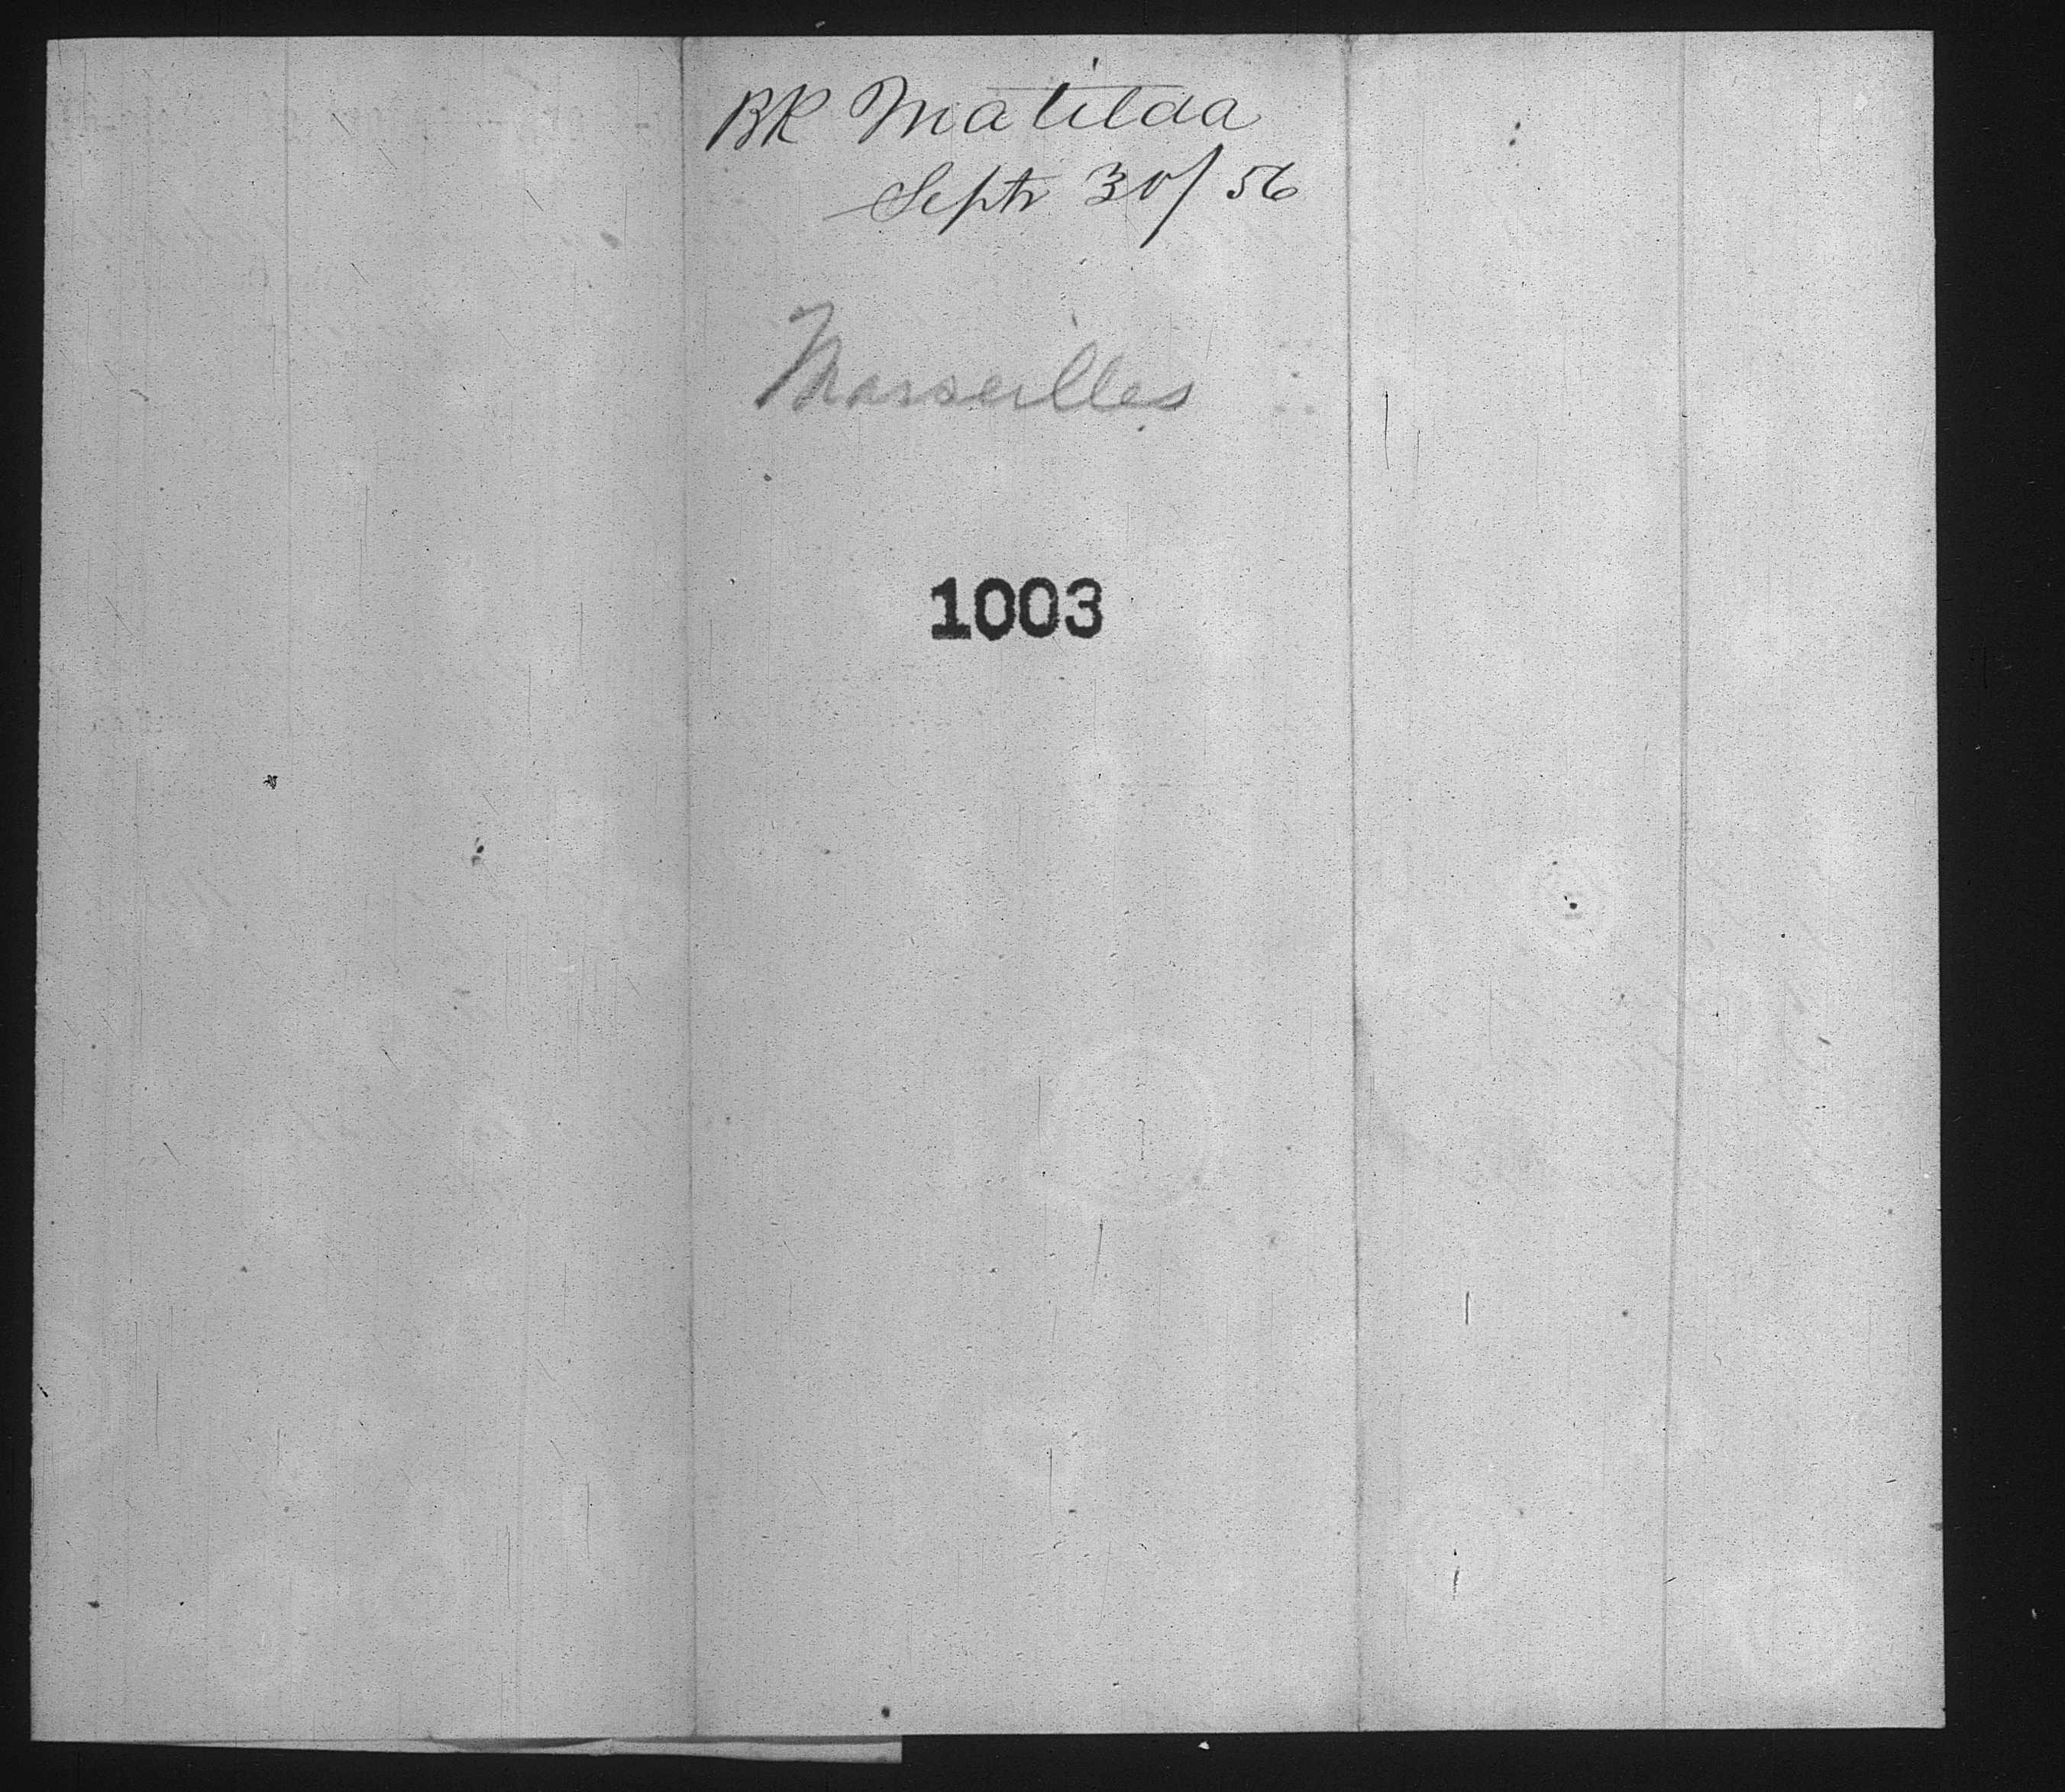 BK Matilda
Septr 30/56
Marseilles
1003